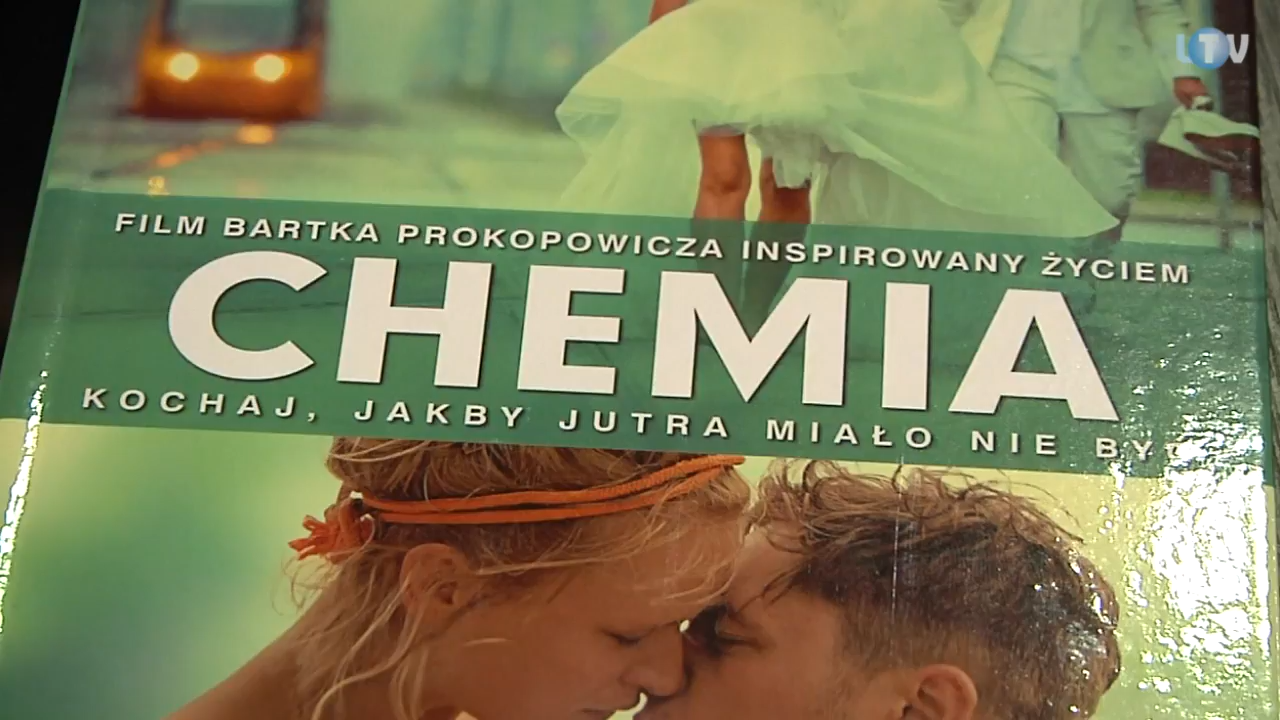 LTV
FILM BARTKA PROKOPOWICZA INSPIROWANY ŻYCIEM
CHEMIA
KOCHAJ, JAKBY JUTRA MIAŁO NIE